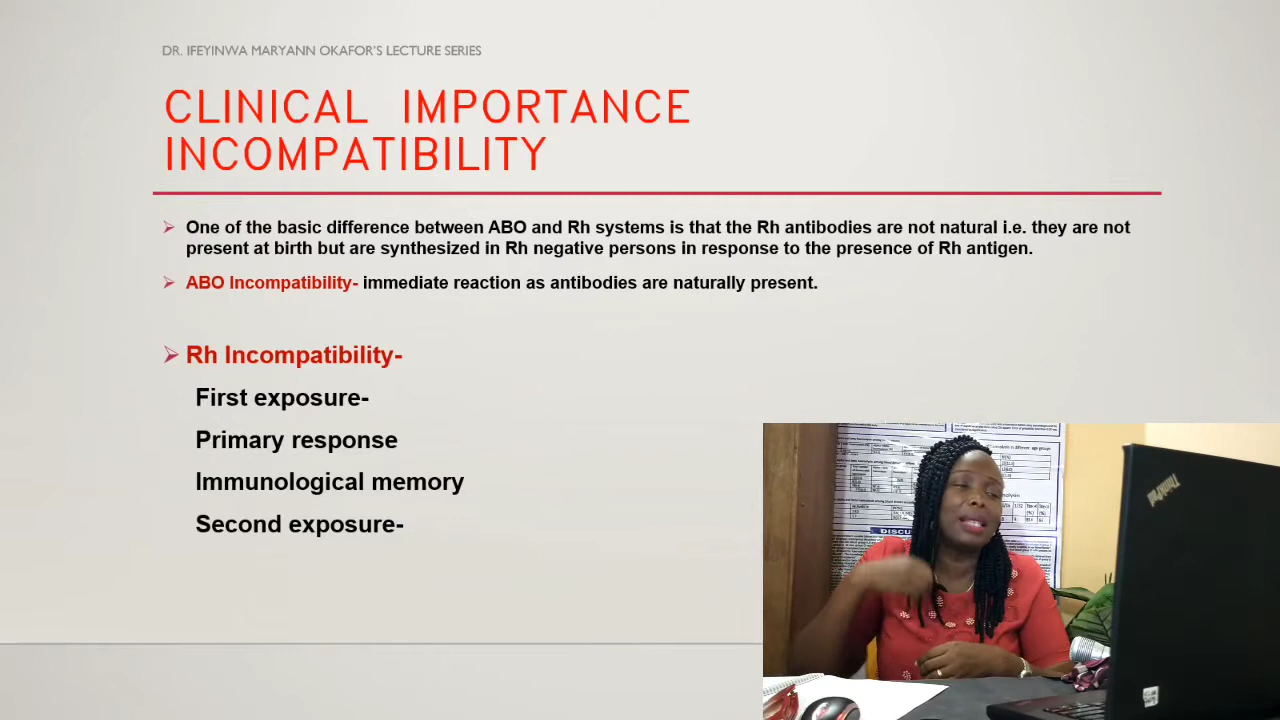 DR. IFEYINWA MARYANN OKAFOR'S LECTURE SERIES
CLINICAL IMPORTANCE
INCOMPATIBILITY
One of the basic difference between ABO and Rh systems is that the Rh antibodies are not natural i.e. they are not
present at birth but are synthesized in Rh negative persons in response to the presence of Rh antigen.
ABO Incompatibility- immediate reaction as antibodies are naturally present.
Rh Incompatibility-
First exposure-
Primary response
Immunological memory
Second exposure-
ThinkPad